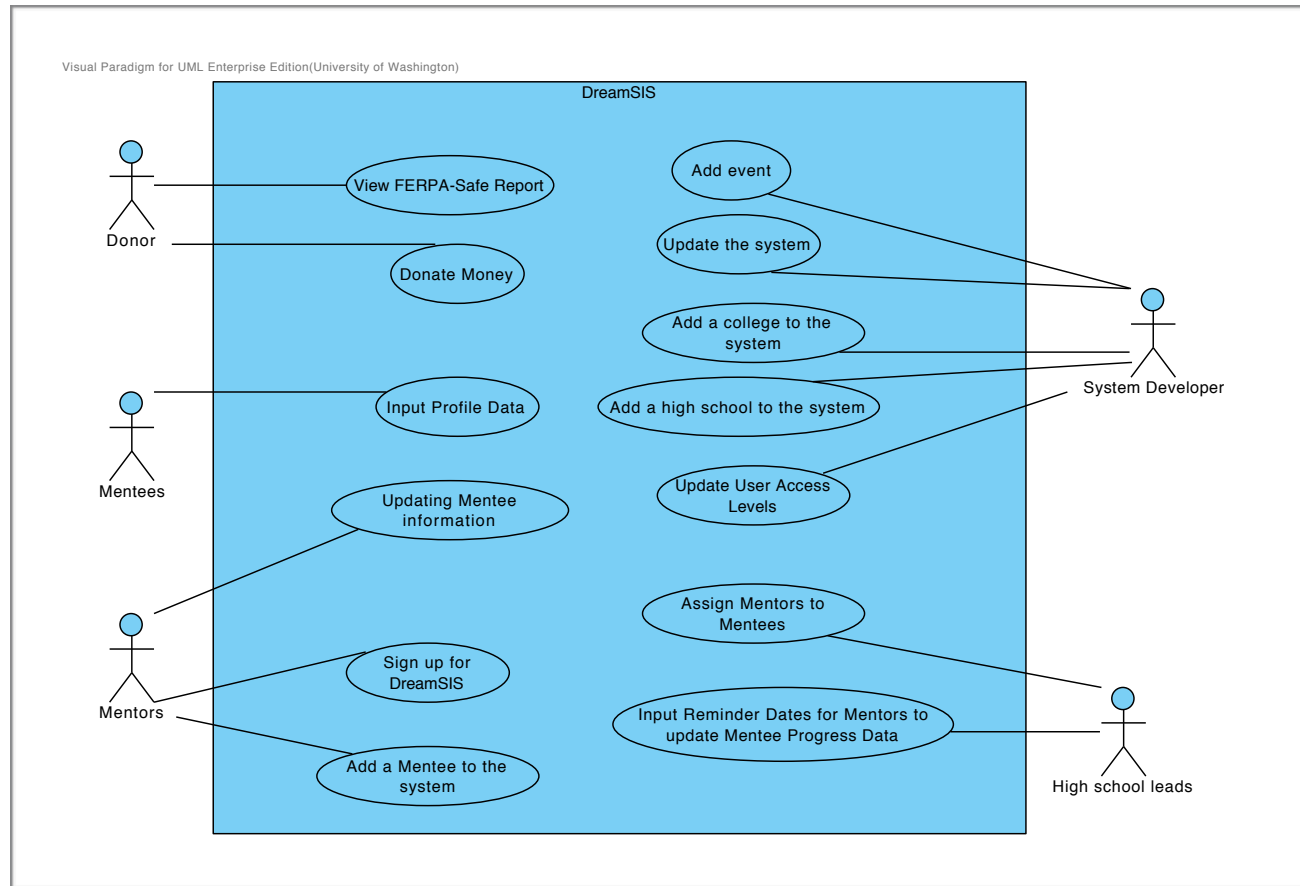 Visual Paradigm for UML Enterprise Edition(University of Washington)
DreamSIS
Donor
View FERPA-Safe Report
Donate Money
Mentees
Input Profile Data
Updating Mentee
information
Mentors
Sign up for
DreamSIS
Add a Mentee to the
system
Add event
Update the system
Add a college to the
system
Add a high school to the system
Update User Access
Levels
System Developer
Assign Mentors to
Mentees
Input Reminder Dates for Mentors to
update Mentee Progress Data
High school leads